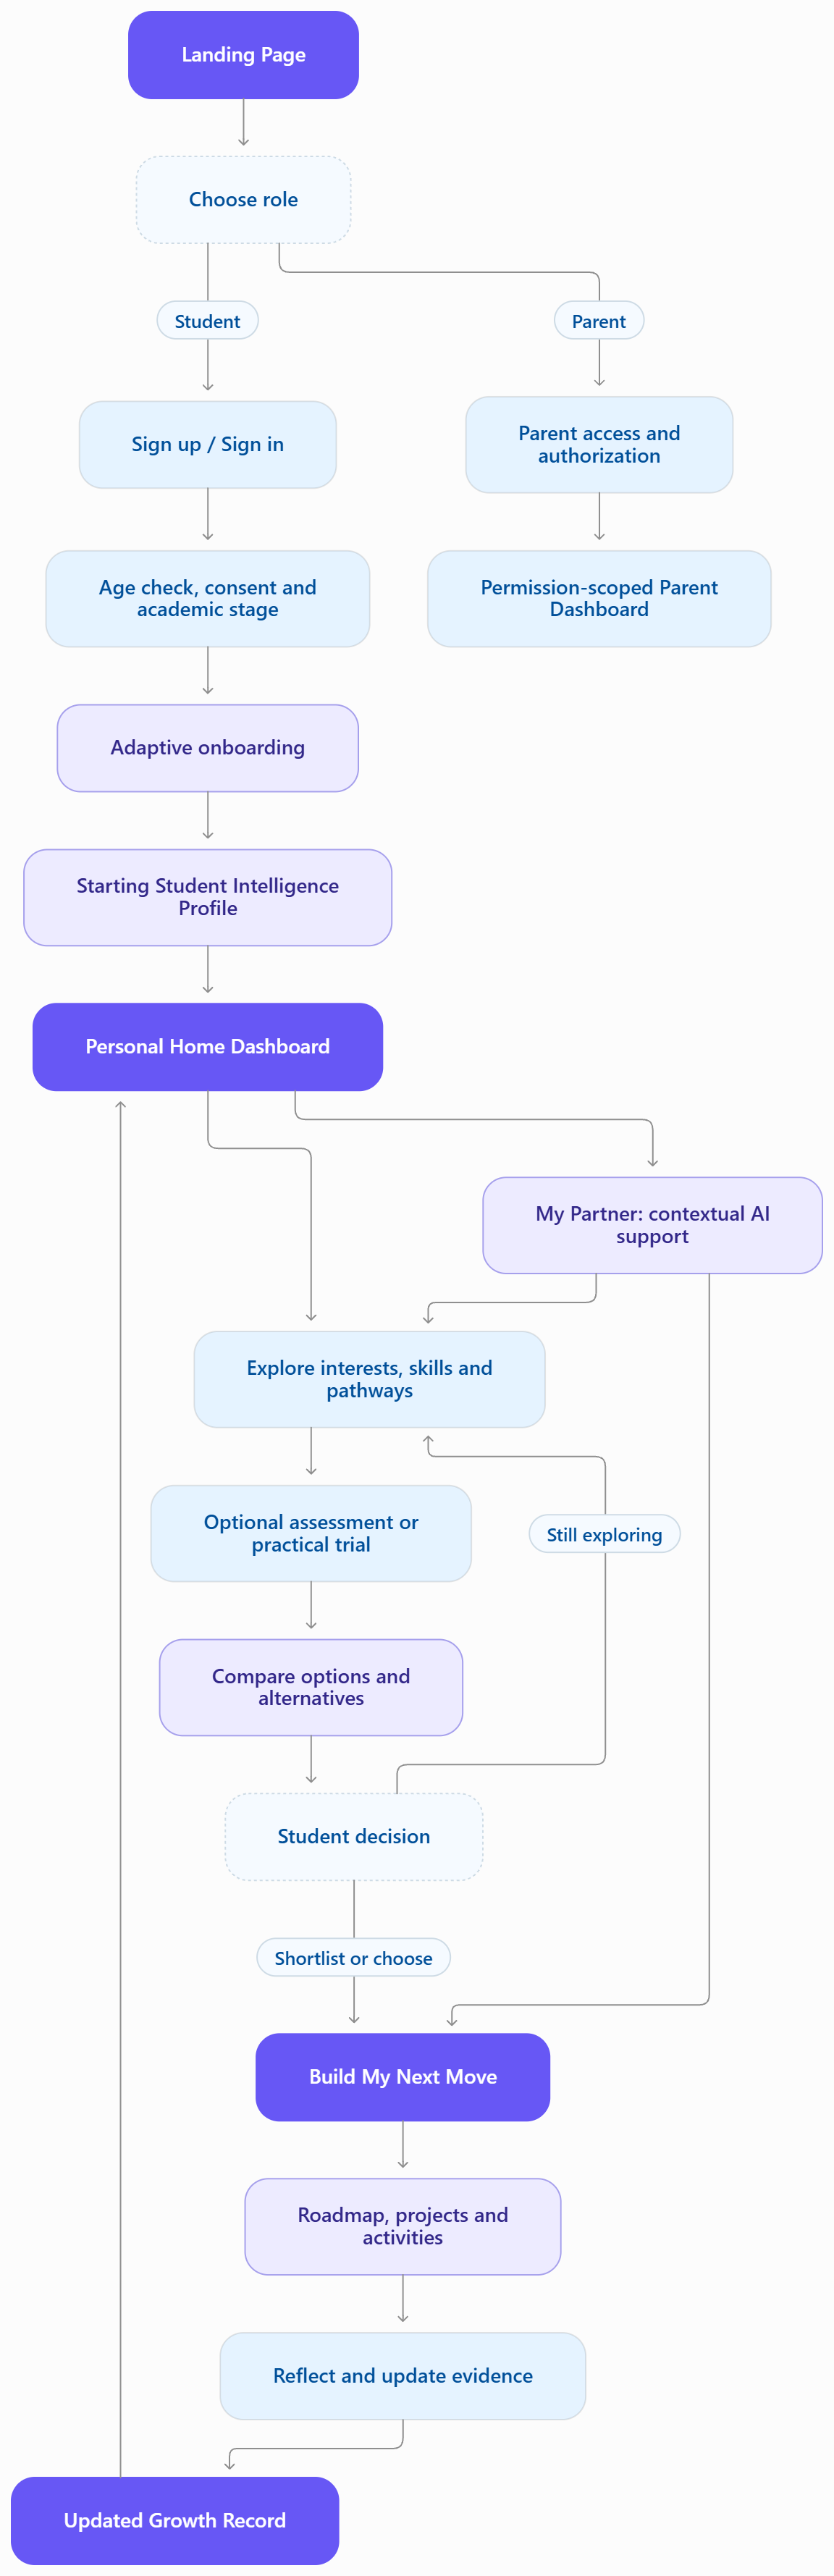 Landing Page
Choose role
Student
Parent
Sign up / Sign in
Parent access and
authorization
Age check, consent and
academic stage
Permission-scoped Parent
Dashboard
Adaptive onboarding
Starting Student Intelligence
Profile
Personal Home Dashboard
My Partner: contextual AI
support
Explore interests, skills and
pathways
Optional assessment or
practical trial
Still exploring
Compare options and
alternatives
Student decision
Shortlist or choose
Build My Next Move
Roadmap, projects and
activities
Reflect and update evidence
Updated Growth Record